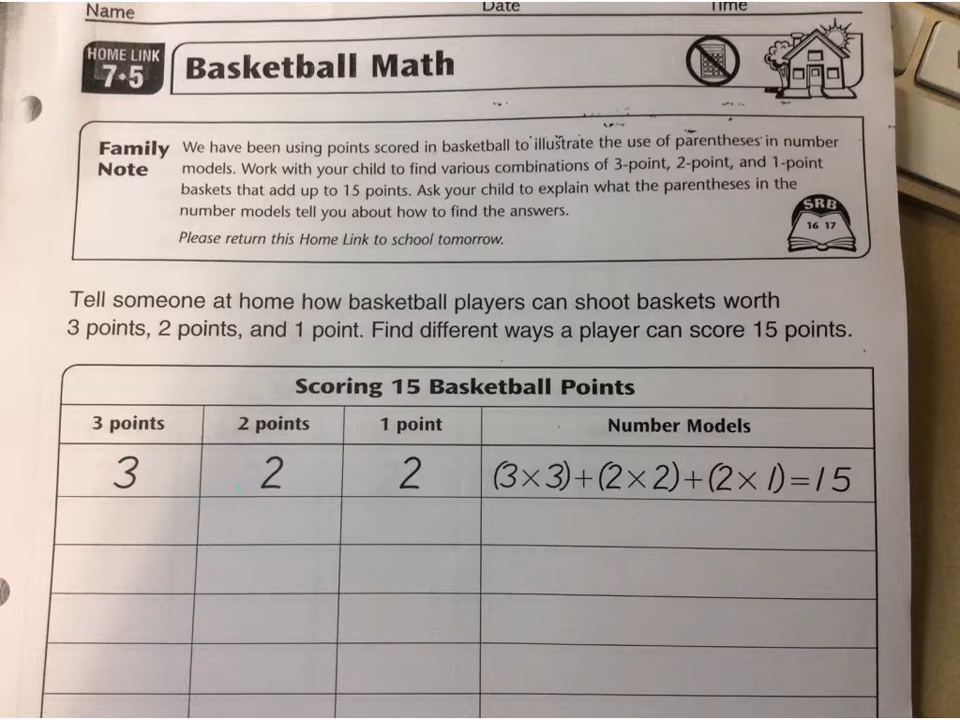 Name Date Time
HOME LINK
7•5
Basketball Math
Family
Note
We have been using points scored in basketball to illustrate the use of parentheses in number
models. Work with your child to find various combinations of 3-point, 2-point, and 1-point
baskets that add up to 15 points. Ask your child to explain what the parentheses in the
number models tell you about how to find the answers.
Please return this Home Link to school tomorrow.
SRB
16 17
Tell someone at home how basketball players can shoot baskets worth
3 points, 2 points, and 1 point. Find different ways a player can score 15 points.
Scoring 15 Basketball Points
3 points 2 points 1 point Number Models
3 2 2 (3×3)+(2×2)+(2×1)=15